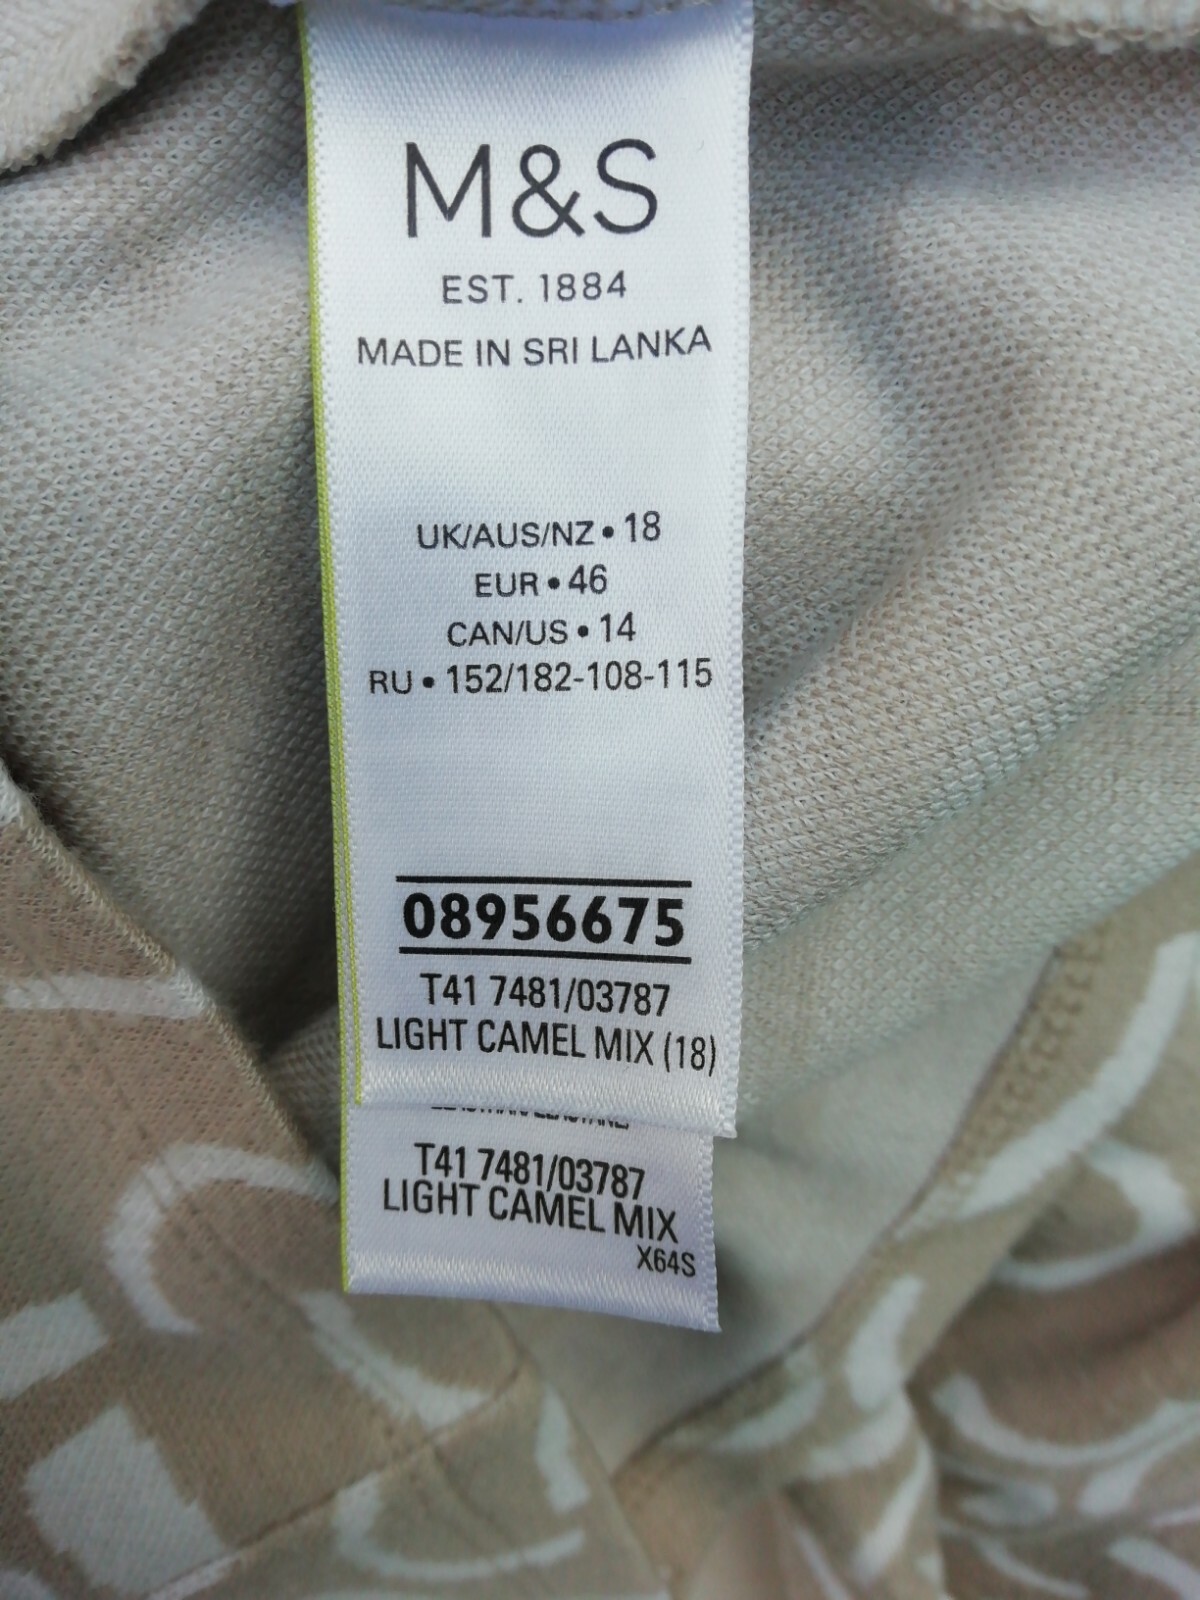 M&S
EST. 1884
MADE IN SRI LANKA
UK/AUS/NZ • 18
EUR • 46
CAN/US • 14
RU • 152/182-108-115
08956675
T41 7481/03787
LIGHT CAMEL MIX (18)
T41 7481/03787
LIGHT CAMEL MIX
X64S